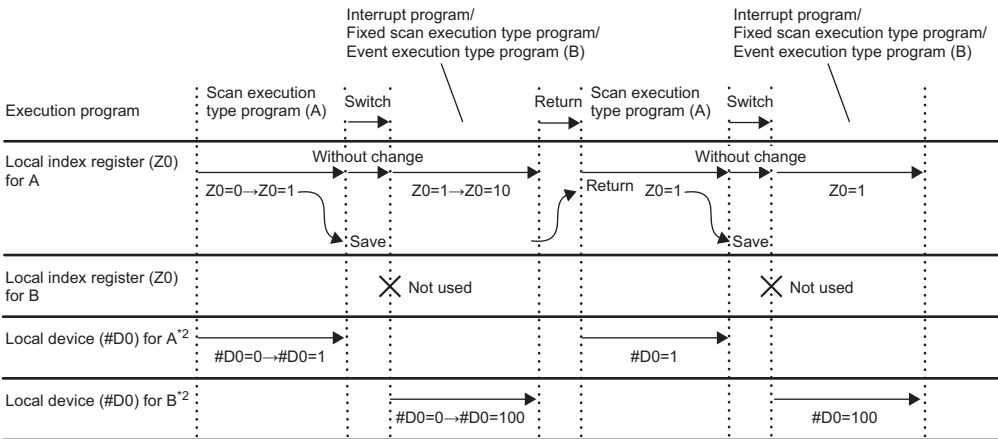 Interrupt program/
Fixed scan execution type program/
Event execution type program (B)
Interrupt program/
Fixed scan execution type program/
Event execution type program (B)
Execution program
Scan execution
type program (A)
Switch
Return
Scan execution
type program (A)
Switch
Local index register (Z0)
for A
Without change
Without change
Z0=0→Z0=1
Z0=1→Z0=10
Return
Z0=1
Z0=1
Save
Save
Local index register (Z0)
for B
Not used
Not used
Local device (#D0) for A*2
#D0=0→#D0=1
#D0=1
Local device (#D0) for B*2
#D0=0→#D0=100
#D0=100